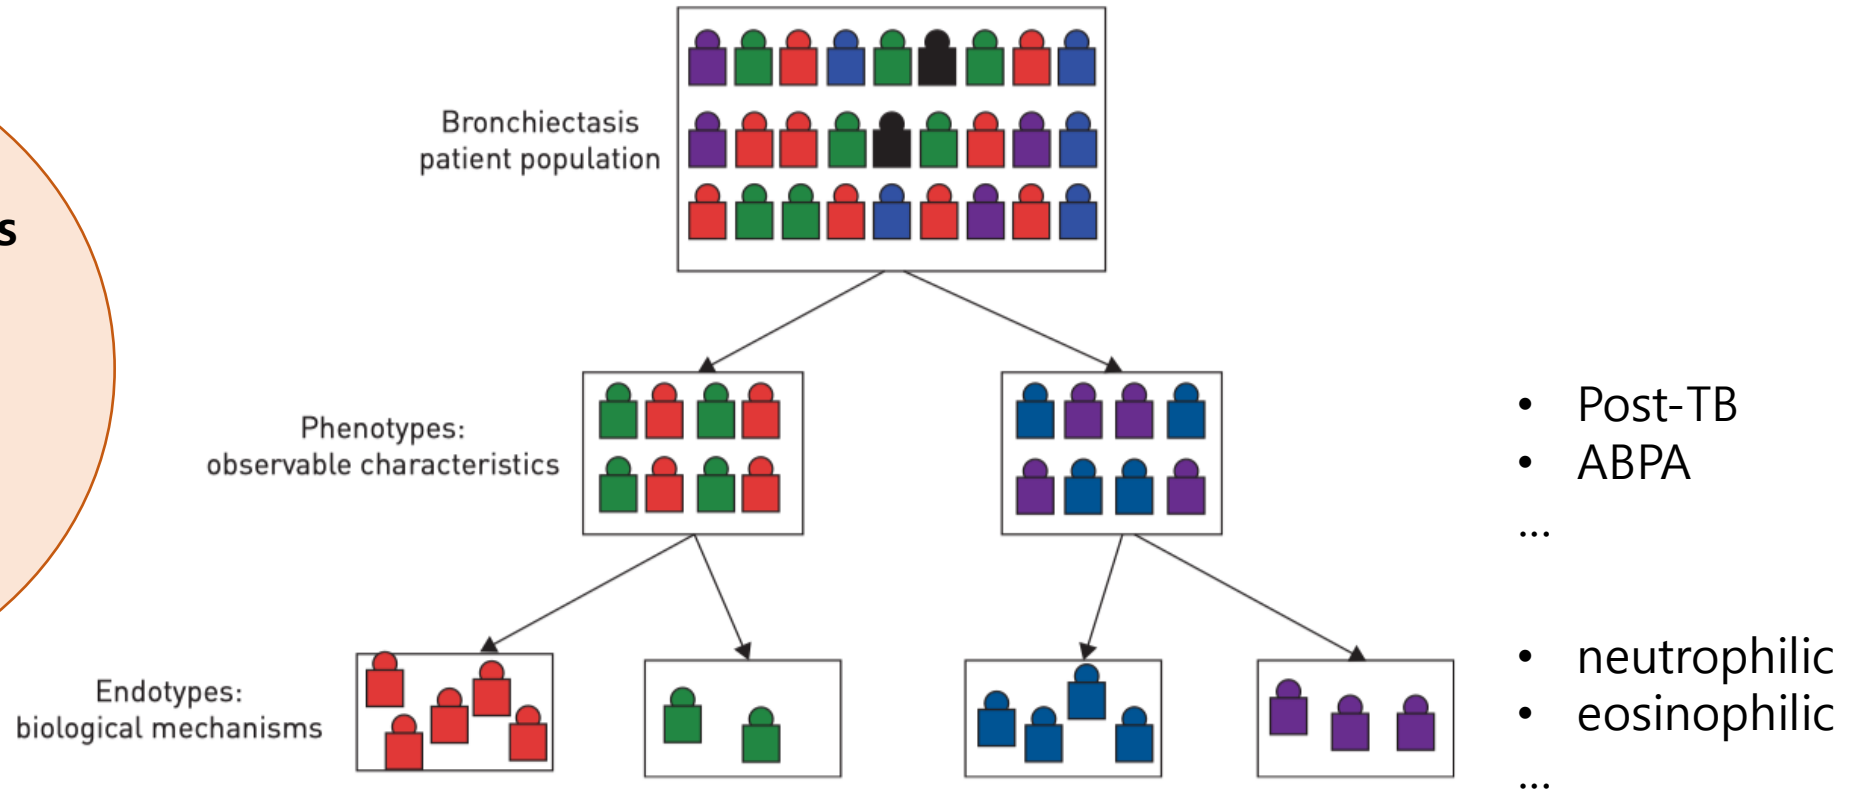 Bronchiectasis
patient population
s
Phenotypes:
observable characteristics
• Post-TB
• ABPA
...
Endotypes:
biological mechanisms
• neutrophilic
• eosinophilic
...